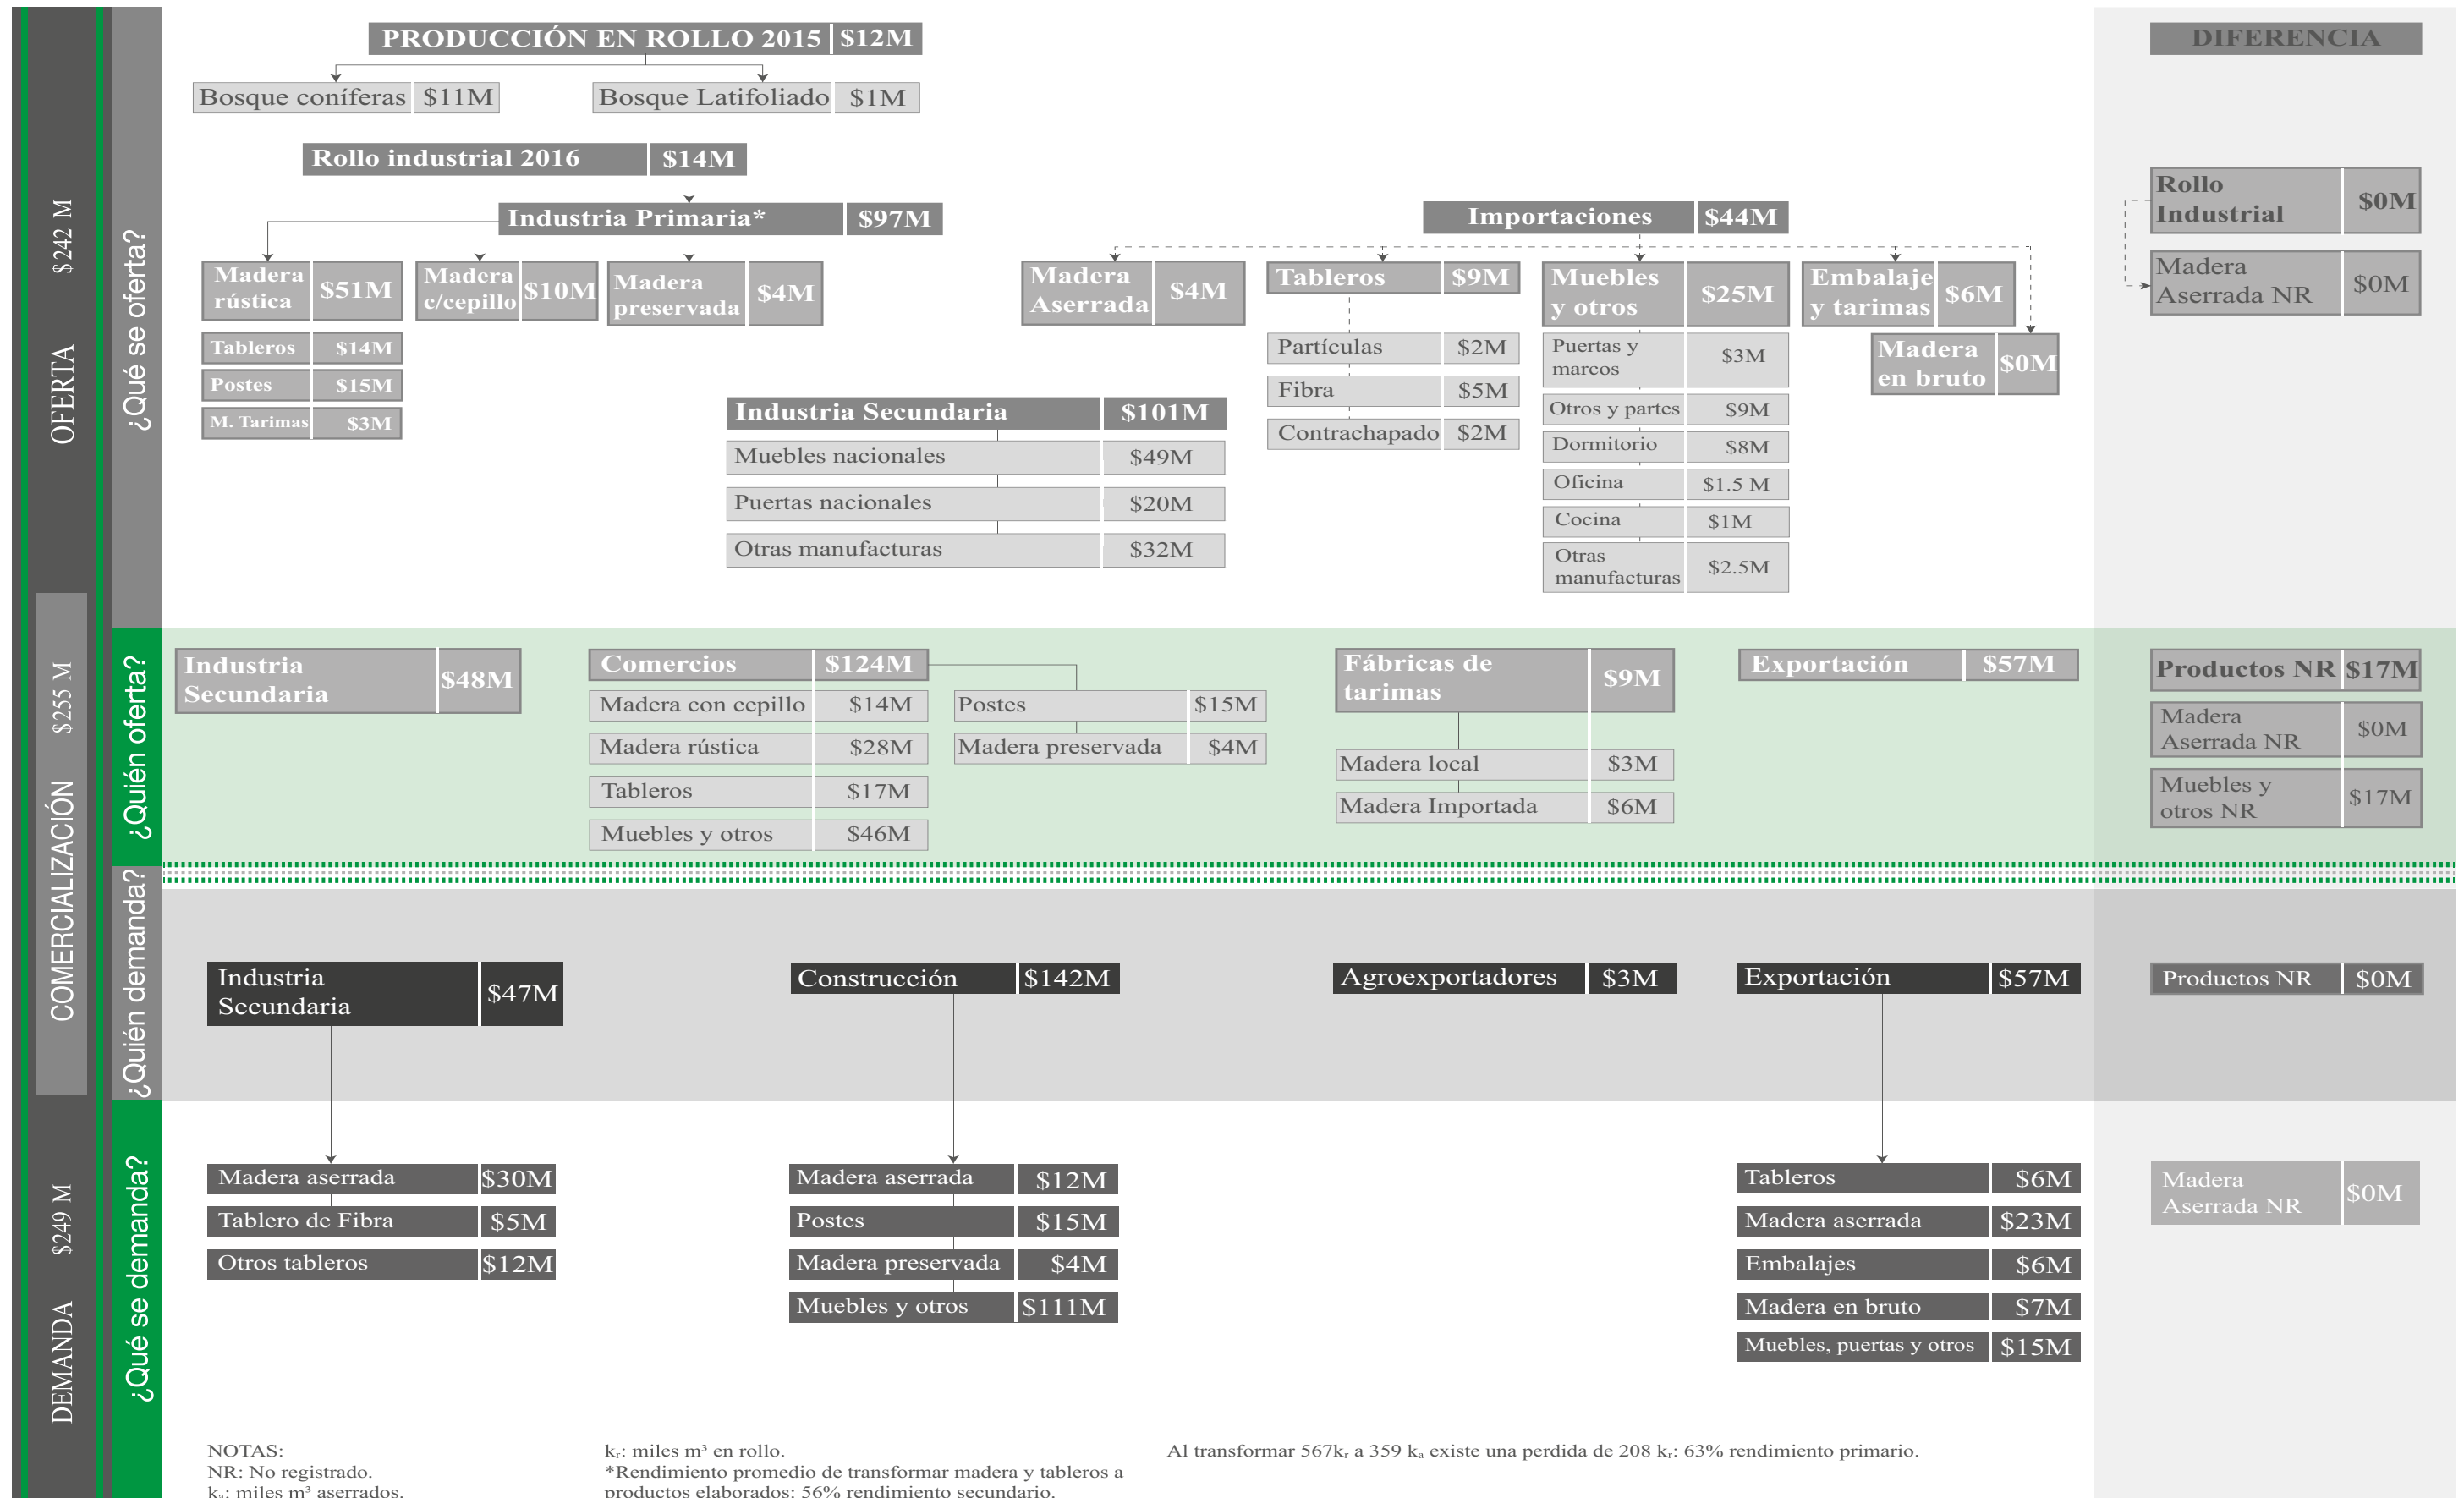 PRODUCCIÓN EN ROLLO 2015 $12M
Bosque coníferas $11M
Bosque Latifoliado $1M
Rollo industrial 2016 $14M
Industria Primaria* $97M
Madera
rústica $51M
Madera
c/cepillo $10M
Madera
preservada $4M
Tableros $14M
Postes $15M
M. Tarimas $3M
Industria Secundaria $101M
Muebles nacionales $49M
Puertas nacionales $20M
Otras manufacturas $32M
Importaciones $44M
Madera
Aserrada $4M
Tableros $9M
Partículas $2M
Fibra $5M
Contrachapado $2M
Muebles
y otros $25M
Puertas y
marcos $3M
Otros y partes $9M
Dormitorio $8M
Oficina $1.5 M
Cocina $1M
Otras
manufacturas $2.5M
Embalaje
y tarimas $6M
Madera
en bruto $0M
DIFERENCIA
Rollo
Industrial $0M
Madera
Aserrada NR $0M
OFERTA $242 M
¿Qué se oferta?
COMERCIALIZACIÓN $255 M
¿Quién oferta?
Industria
Secundaria $48M
Comercios $124M
Madera con cepillo $14M
Madera rústica $28M
Tableros $17M
Muebles y otros $46M
Postes $15M
Madera preservada $4M
Fábricas de
tarimas $9M
Madera local $3M
Madera Importada $6M
Exportación $57M
Productos NR $17M
Madera
Aserrada NR $0M
Muebles y
otros NR $17M
¿Quién demanda?
Industria
Secundaria $47M
Construcción $142M
Agroexportadores $3M
Exportación $57M
Productos NR $0M
DEMANDA $249 M
¿Qué se demanda?
Madera aserrada $30M
Tablero de Fibra $5M
Otros tableros $12M
Madera aserrada $12M
Postes $15M
Madera preservada $4M
Muebles y otros $111M
Tableros $6M
Madera aserrada $23M
Embalajes $6M
Madera en bruto $7M
Muebles, puertas y otros $15M
Madera
Aserrada NR $0M
NOTAS:
NR: No registrado.
kₐ: miles m³ aserrados.
kᵣ: miles m³ en rollo.
*Rendimiento promedio de transformar madera y tableros a
productos elaborados: 56% rendimiento secundario.
Al transformar 567kᵣ a 359 kₐ existe una perdida de 208 kᵣ: 63% rendimiento primario.